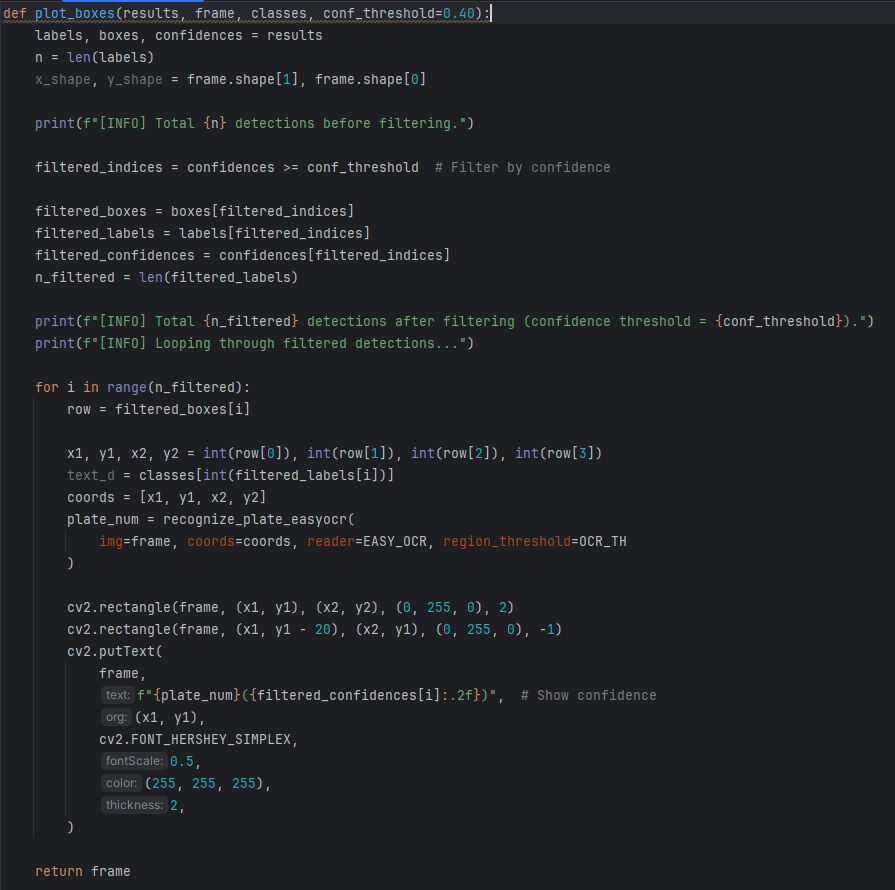 def plot_boxes(results, frame, classes, conf_threshold=0.40):
    labels, boxes, confidences = results
    n = len(labels)
    x_shape, y_shape = frame.shape[1], frame.shape[0]

    print(f"[INFO] Total {n} detections before filtering.")

    filtered_indices = confidences >= conf_threshold  # Filter by confidence

    filtered_boxes = boxes[filtered_indices]
    filtered_labels = labels[filtered_indices]
    filtered_confidences = confidences[filtered_indices]
    n_filtered = len(filtered_labels)

    print(f"[INFO] Total {n_filtered} detections after filtering (confidence threshold = {conf_threshold}).")
    print(f"[INFO] Looping through filtered detections...")

    for i in range(n_filtered):
        row = filtered_boxes[i]

        x1, y1, x2, y2 = int(row[0]), int(row[1]), int(row[2]), int(row[3])
        text_d = classes[int(filtered_labels[i])]
        coords = [x1, y1, x2, y2]
        plate_num = recognize_plate_easyocr(
            img=frame, coords=coords, reader=EASY_OCR, region_threshold=OCR_TH
        )

        cv2.rectangle(frame, (x1, y1), (x2, y2), (0, 255, 0), 2)
        cv2.rectangle(frame, (x1, y1 - 20), (x2, y1), (0, 255, 0), -1)
        cv2.putText(
            frame,
            text: f"{plate_num}({filtered_confidences[i]:.2f})",  # Show confidence
            org: (x1, y1),
            cv2.FONT_HERSHEY_SIMPLEX,
            fontScale: 0.5,
            color: (255, 255, 255),
            thickness: 2,
        )

    return frame